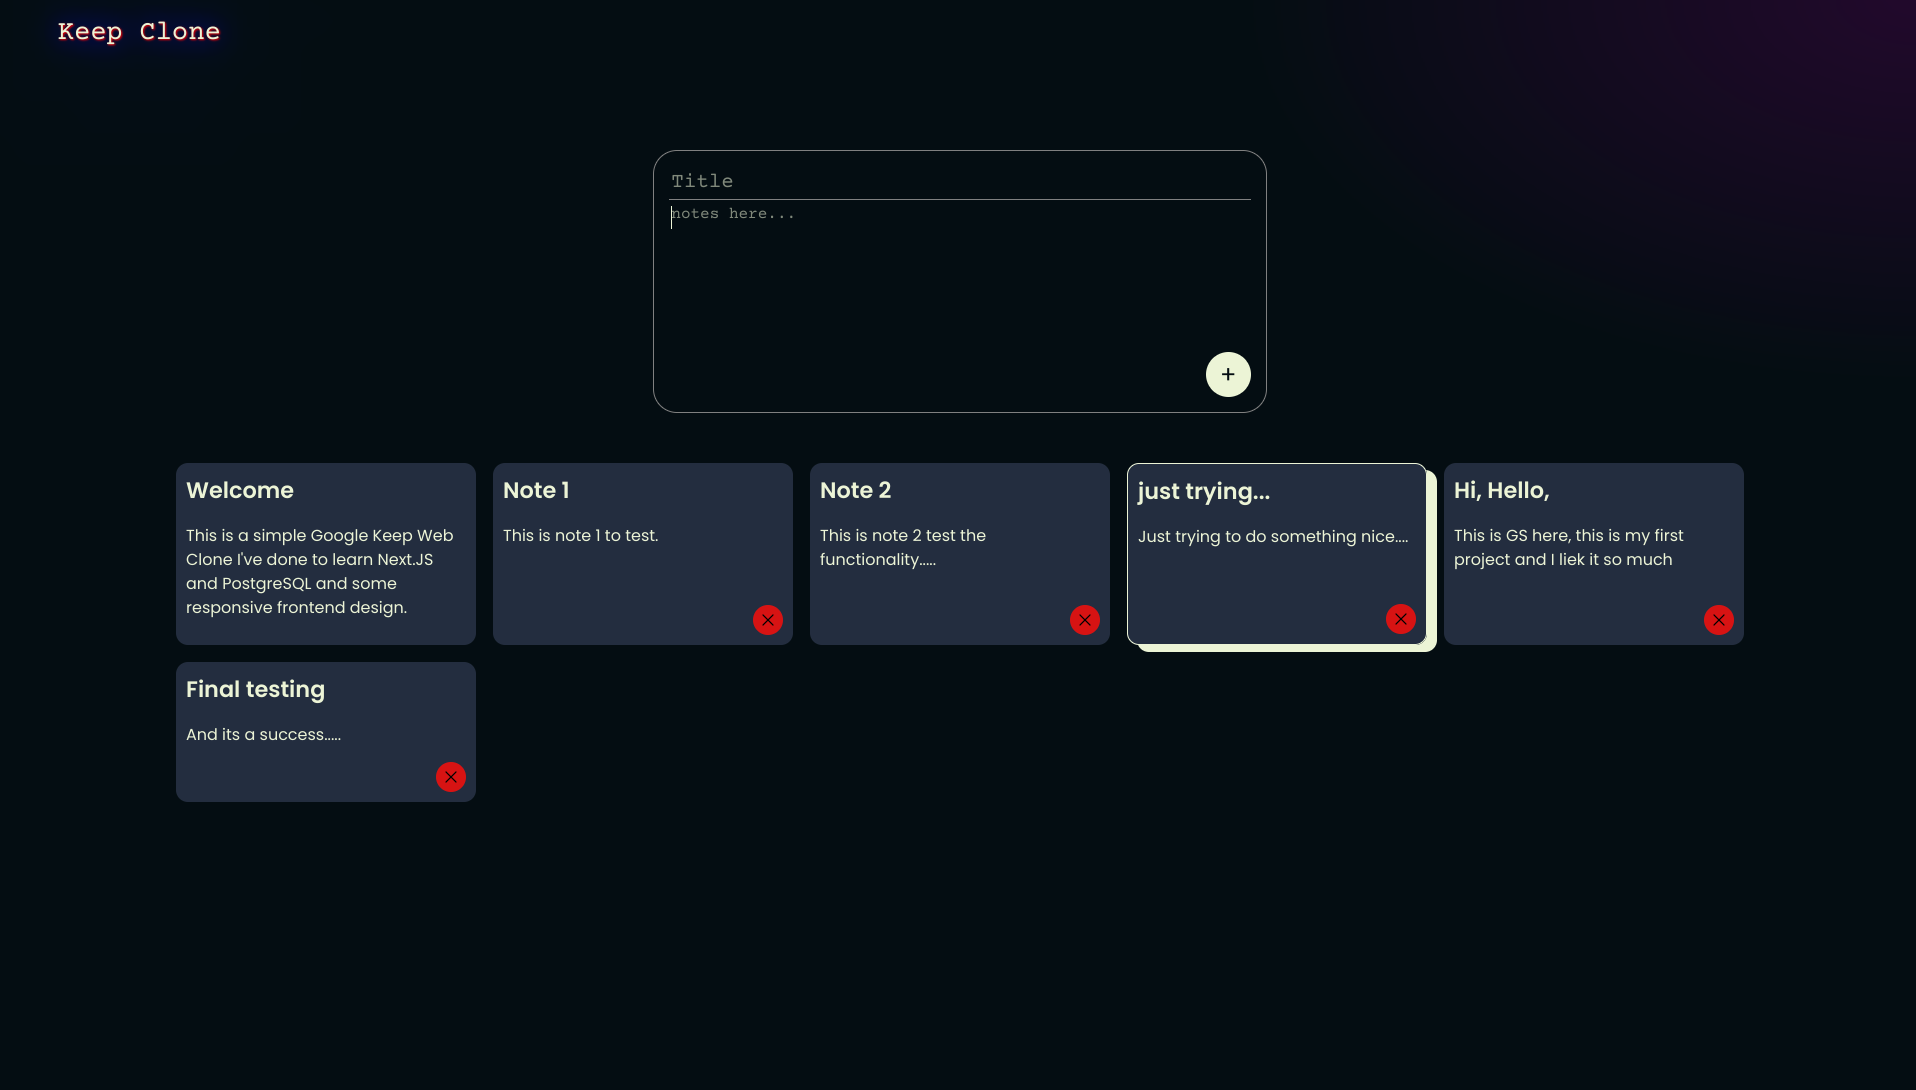 Keep Clone
Title
notes here...
+
Welcome
This is a simple Google Keep Web
Clone I've done to learn Next.JS
and PostgreSQL and some
responsive frontend design.
Note 1
This is note 1 to test.
Note 2
This is note 2 test the
functionality.....
just trying...
Just trying to do something nice....
Hi, Hello,
This is GS here, this is my first
project and I liek it so much
Final testing
And its a success.....